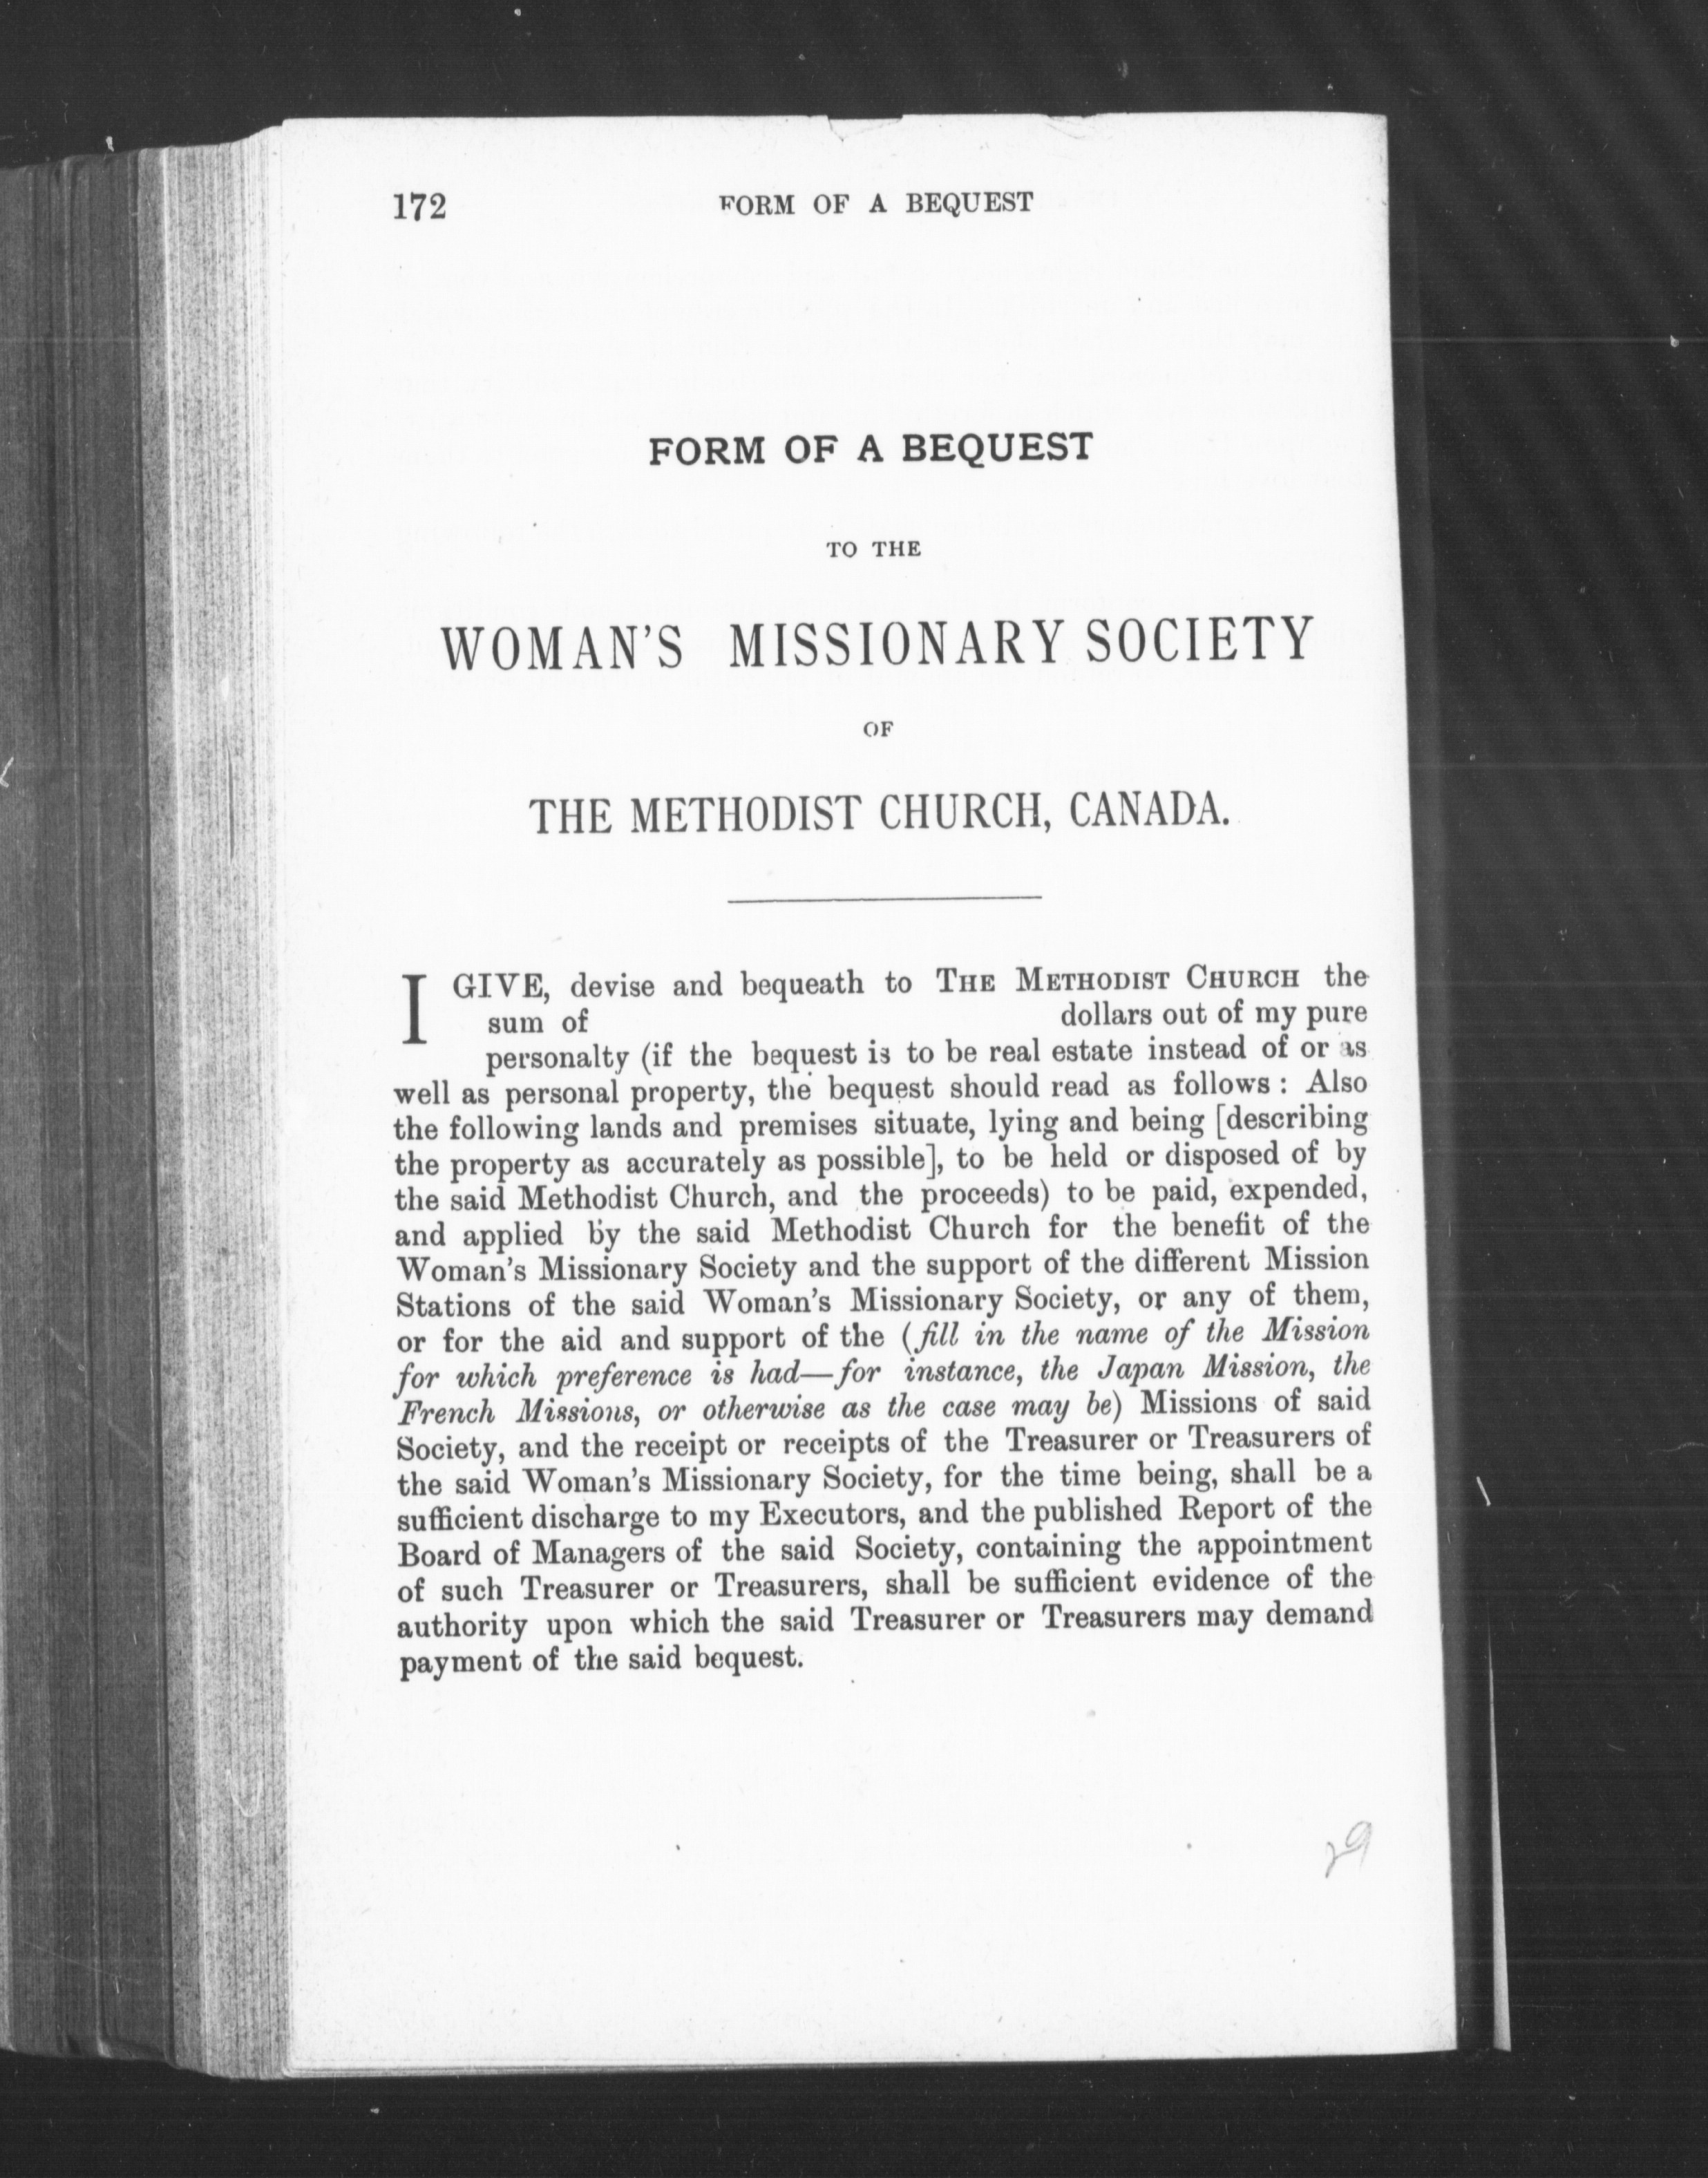 172 FORM OF A BEQUEST
FORM OF A BEQUEST
TO THE
WOMAN'S MISSIONARY SOCIETY
OF
THE METHODIST CHURCH, CANADA.
I GIVE, devise and bequeath to THE METHODIST CHURCH the
sum of dollars out of my pure
personalty (if the bequest is to be real estate instead of or as
well as personal property, the bequest should read as follows : Also
the following lands and premises situate, lying and being [describing
the property as accurately as possible], to be held or disposed of by
the said Methodist Church, and the proceeds) to be paid, expended,
and applied by the said Methodist Church for the benefit of the
Woman's Missionary Society and the support of the different Mission
Stations of the said Woman's Missionary Society, or any of them,
or for the aid and support of the (fill in the name of the Mission
for which preference is had—for instance, the Japan Mission, the
French Missions, or otherwise as the case may be) Missions of said
Society, and the receipt or receipts of the Treasurer or Treasurers of
the said Woman's Missionary Society, for the time being, shall be a
sufficient discharge to my Executors, and the published Report of the
Board of Managers of the said Society, containing the appointment
of such Treasurer or Treasurers, shall be sufficient evidence of the
authority upon which the said Treasurer or Treasurers may demand
payment of the said bequest.
29